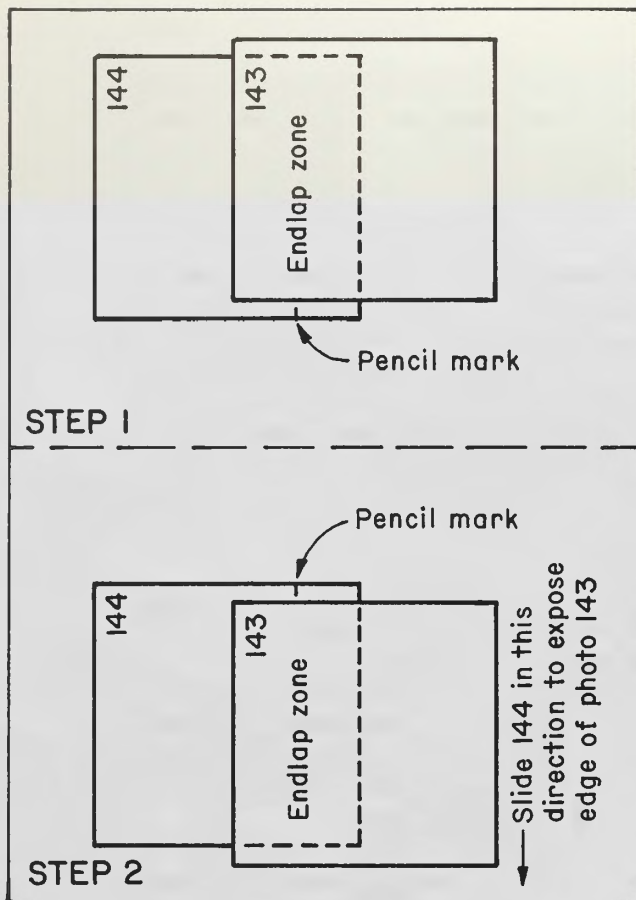 144
143
Endlap zone
Pencil mark
STEP 1
Pencil mark
144
143
Endlap zone
Slide 144 in this
direction to expose
edge of photo 143
STEP 2